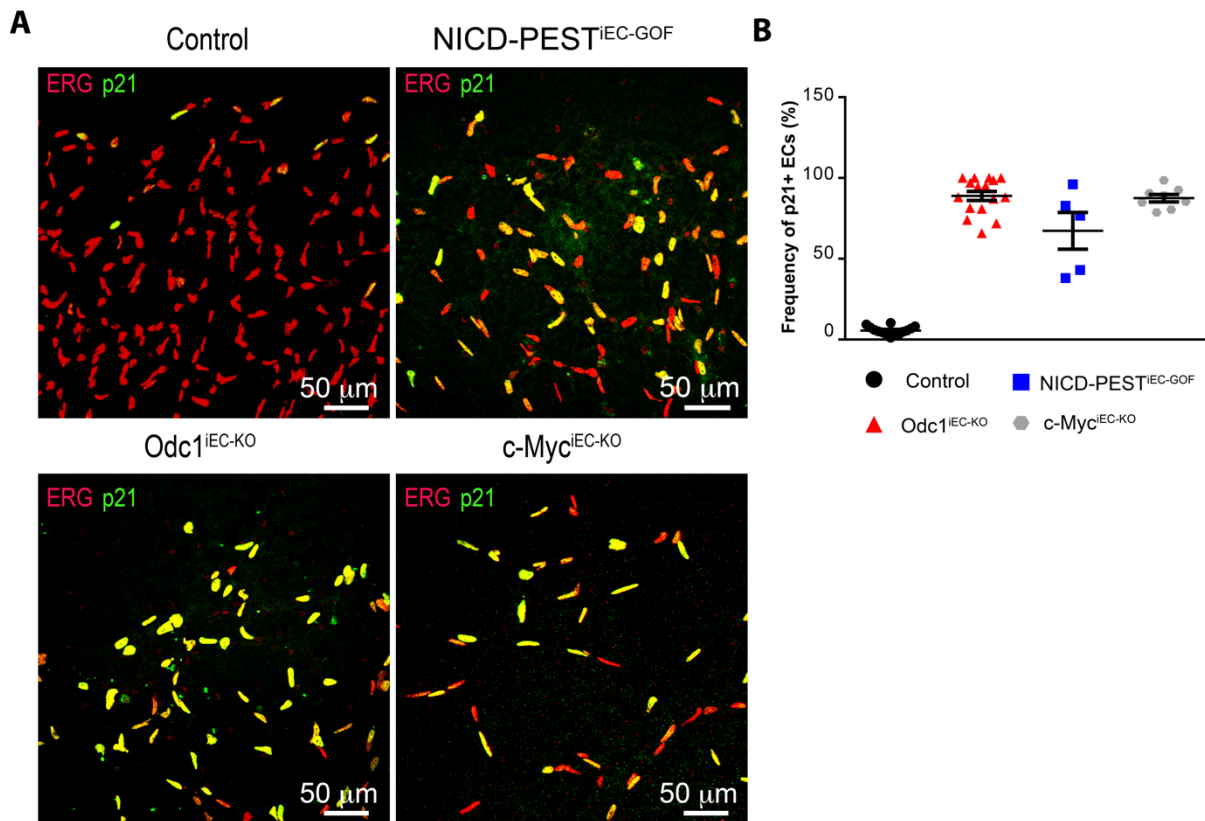 A
Control
NICD-PESTiEC-GOF
ERG p21
50 μm
ERG p21
50 μm
Odc1iEC-KO
c-MyciEC-KO
ERG p21
50 μm
ERG p21
50 μm
B
Frequency of p21+ ECs (%)
150
100
50
0
Control
NICD-PESTiEC-GOF
Odc1iEC-KO
c-MyciEC-KO